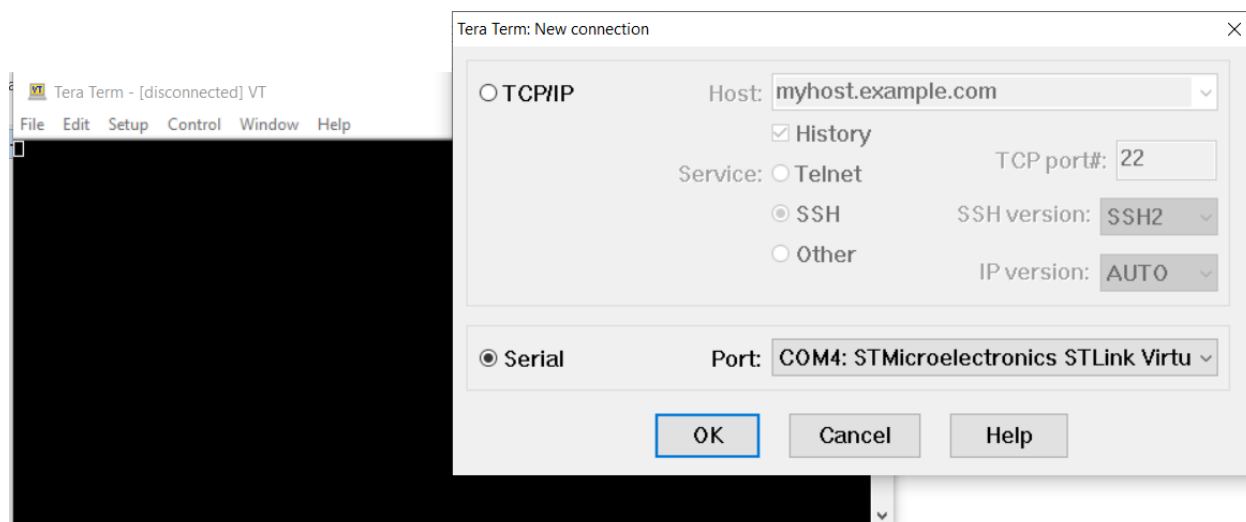 Tera Term: New connection
Tera Term - [disconnected] VT
File Edit Setup Control Window Help
TCP/IP
Host: myhost.example.com
History
Service: Telnet
TCP port#: 22
SSH
SSH version: SSH2
Other
IP version: AUTO
Serial
Port: COM4: STMicroelectronics STLink Virtu
OK Cancel Help